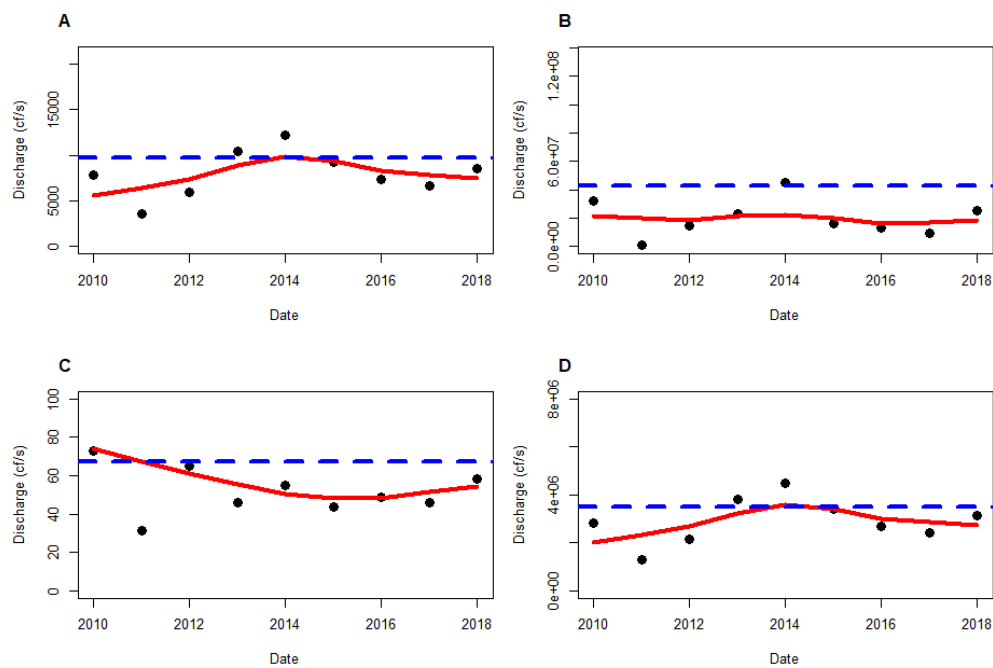 A
Discharge (cf/s)
15000
5000
0
2010 2012 2014 2016 2018
Date
B
Discharge (cf/s)
1.2e+08
6.0e+07
0.0e+00
2010 2012 2014 2016 2018
Date
C
Discharge (cf/s)
100
80
60
40
20
0
2010 2012 2014 2016 2018
Date
D
Discharge (cf/s)
8e+06
4e+06
0e+00
2010 2012 2014 2016 2018
Date